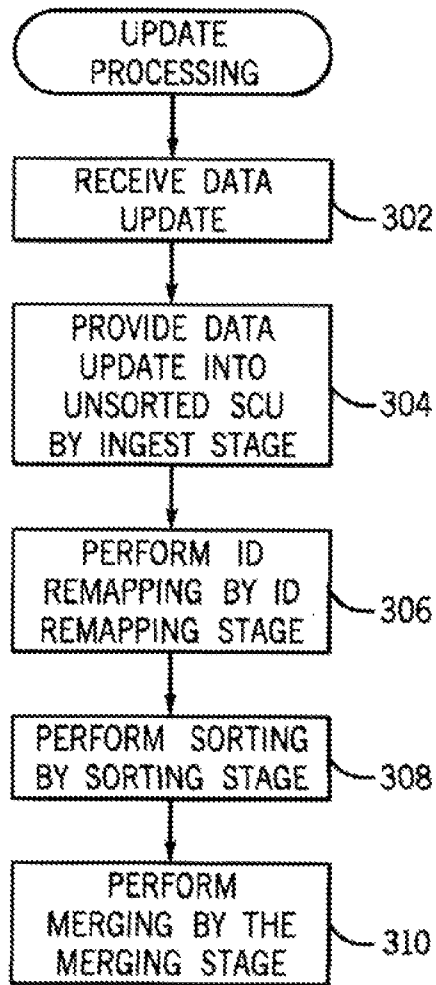 UPDATE
PROCESSING
RECEIVE DATA
UPDATE
302
PROVIDE DATA
UPDATE INTO
UNSORTED SCU
BY INGEST STAGE
304
PERFORM ID
REMAPPING BY ID
REMAPPING STAGE
306
PERFORM SORTING
BY SORTING STAGE
308
PERFORM
MERGING BY THE
MERGING STAGE
310